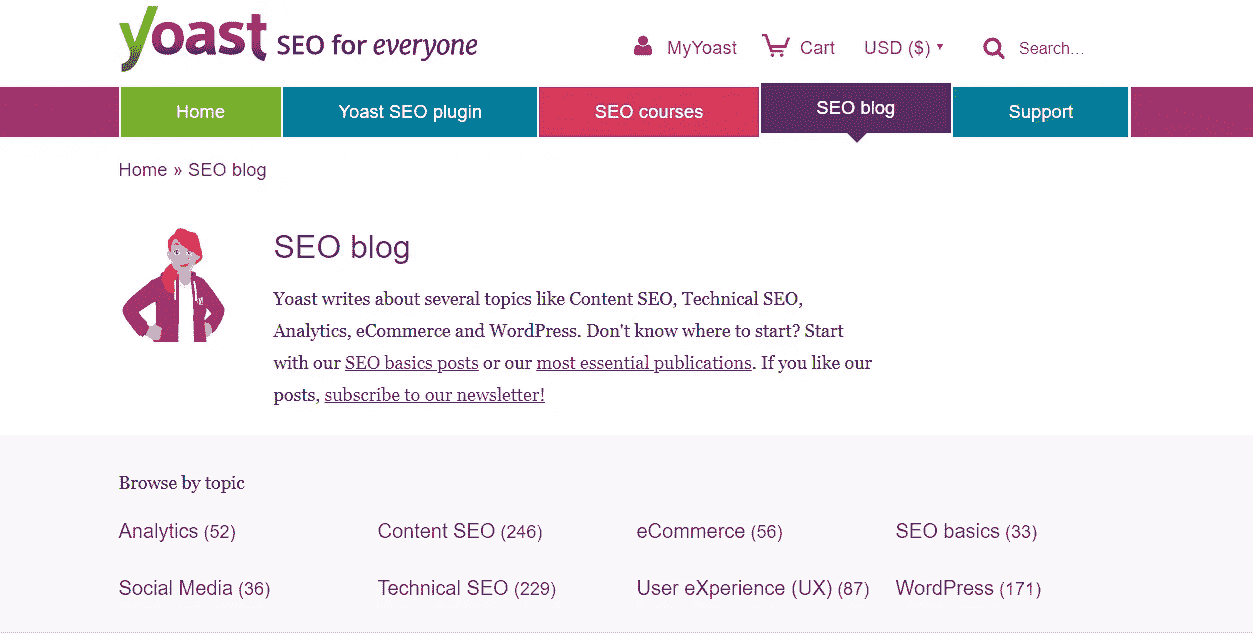 yoast SEO for everyone
MyYoast Cart USD ($) Search...
Home Yoast SEO plugin SEO courses SEO blog Support
Home » SEO blog
SEO blog
Yoast writes about several topics like Content SEO, Technical SEO,
Analytics, eCommerce and WordPress. Don't know where to start? Start
with our SEO basics posts or our most essential publications. If you like our
posts, subscribe to our newsletter!
Browse by topic
Analytics (52) Content SEO (246) eCommerce (56) SEO basics (33)
Social Media (36) Technical SEO (229) User eXperience (UX) (87) WordPress (171)